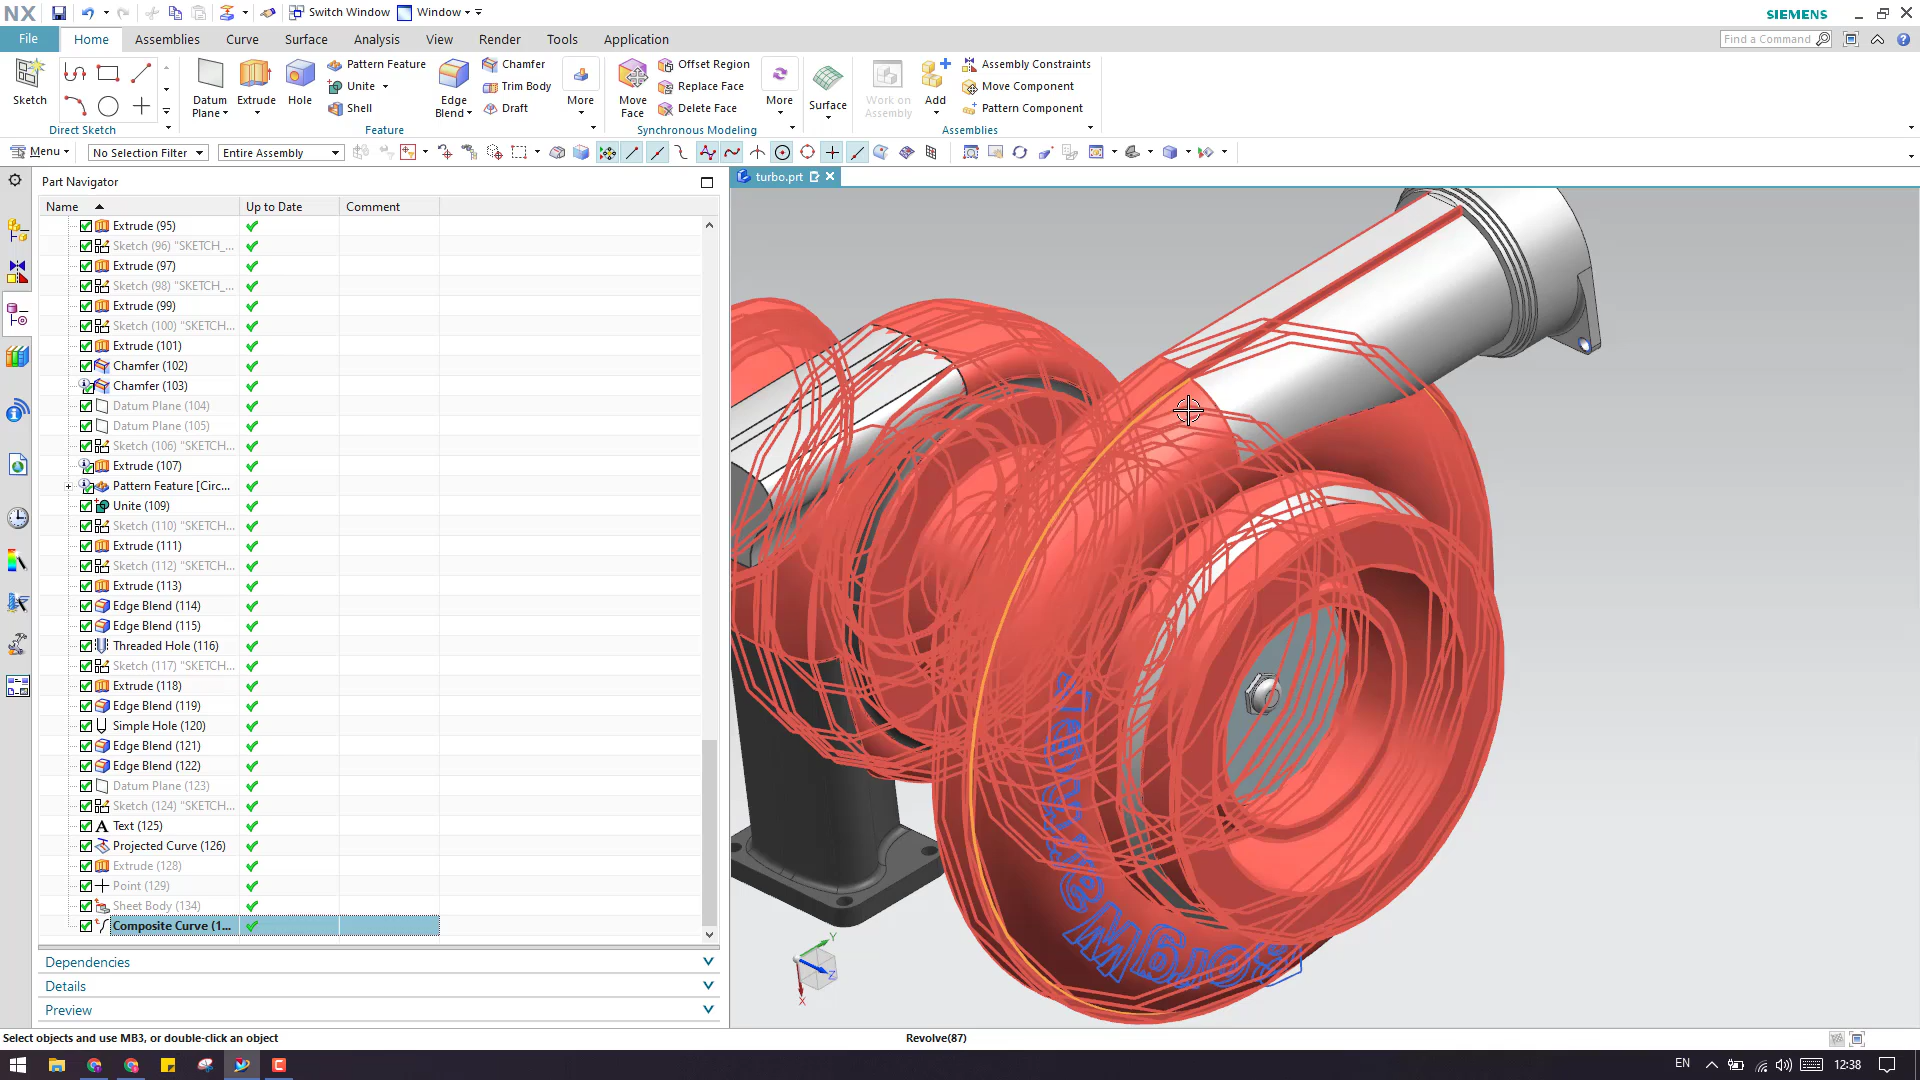 NX
Switch Window
Window
SIEMENS
File
Home
Assemblies
Curve
Surface
Analysis
View
Render
Tools
Application
Find a Command
Sketch
Datum Plane
Extrude
Hole
Pattern Feature
Unite
Shell
Edge Blend
Chamfer
Trim Body
Draft
More
Move Face
Offset Region
Replace Face
Delete Face
More
Surface
Work on Assembly
Add
Assembly Constraints
Move Component
Pattern Component
Direct Sketch
Feature
Synchronous Modeling
Assemblies
Menu
No Selection Filter
Entire Assembly
Part Navigator
turbo.prt
Name
Up to Date
Comment
Extrude (95)
Sketch (96) "SKETCH_...
Extrude (97)
Sketch (98) "SKETCH_...
Extrude (99)
Sketch (100) "SKETCH...
Extrude (101)
Chamfer (102)
Chamfer (103)
Datum Plane (104)
Datum Plane (105)
Sketch (106) "SKETCH...
Extrude (107)
Pattern Feature [Circ...
Unite (109)
Sketch (110) "SKETCH...
Extrude (111)
Sketch (112) "SKETCH...
Extrude (113)
Edge Blend (114)
Edge Blend (115)
Threaded Hole (116)
Sketch (117) "SKETCH...
Extrude (118)
Edge Blend (119)
Simple Hole (120)
Edge Blend (121)
Edge Blend (122)
Datum Plane (123)
Sketch (124) "SKETCH...
Text (125)
Projected Curve (126)
Extrude (128)
Point (129)
Sheet Body (134)
Composite Curve (1...
Dependencies
Details
Preview
Y
Z
X
Select objects and use MB3, or double-click an object
Revolve(87)
EN
12:38